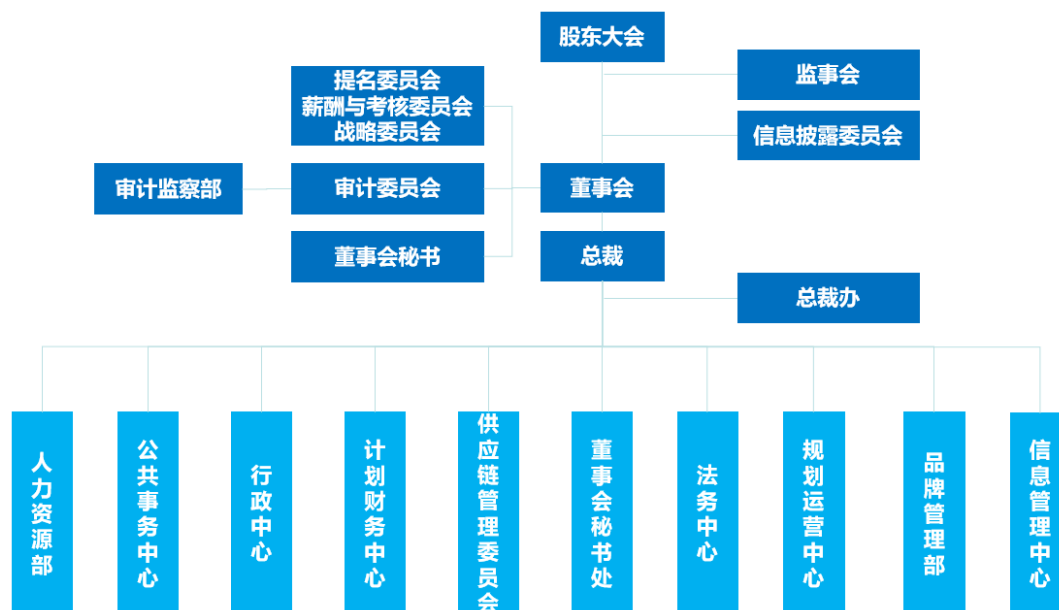 股东大会
监事会
提名委员会
薪酬与考核委员会
战略委员会
信息披露委员会
审计监察部
审计委员会
董事会
董事会秘书
总裁
总裁办
人力资源部
公共事务中心
行政中心
计划财务中心
供应链管理委员会
董事会秘书处
法务中心
规划运营中心
品牌管理部
信息管理中心